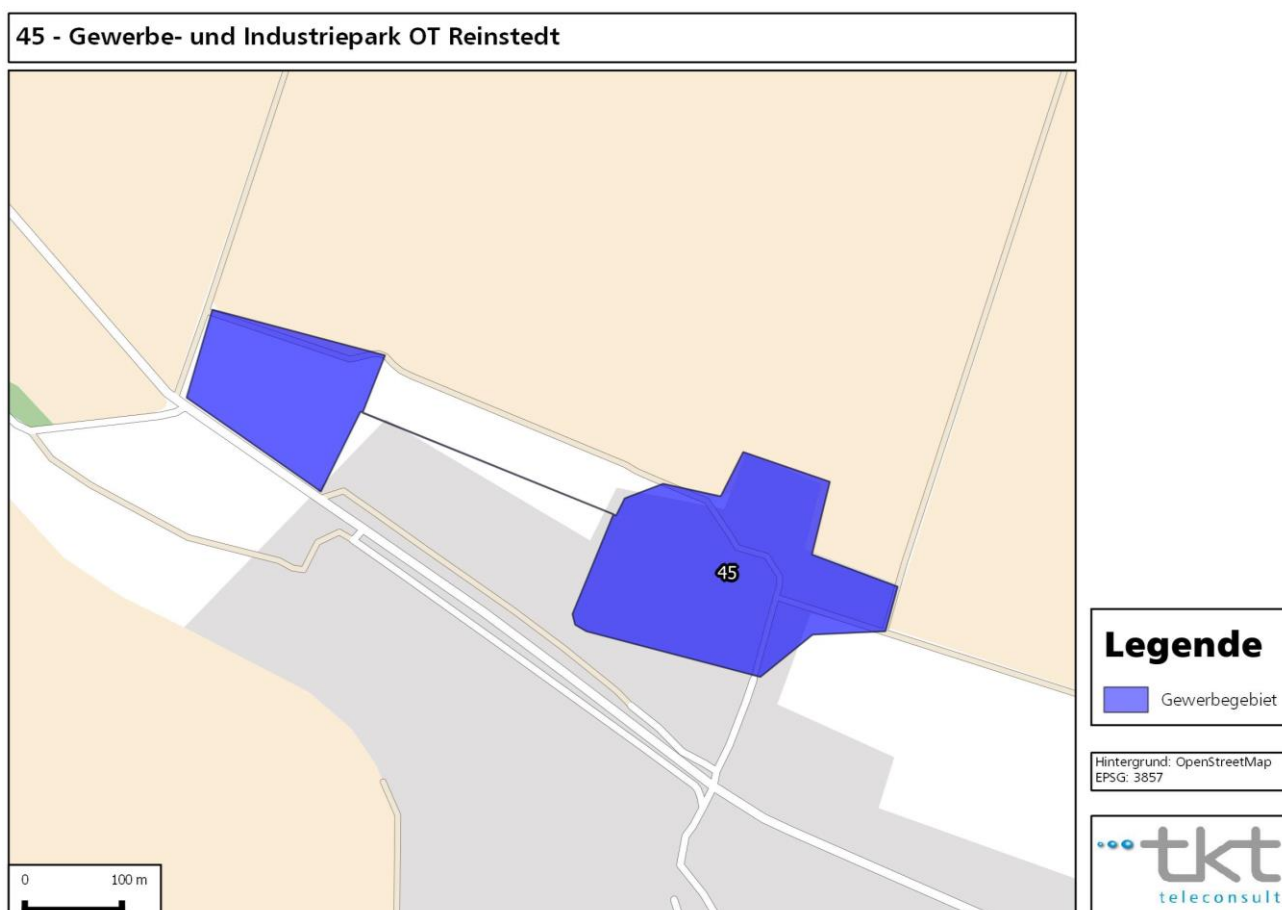 45 - Gewerbe- und Industriepark OT Reinstedt
45
Legende
Gewerbegebiet
Hintergrund: OpenStreetMap
EPSG: 3857
0 100 m
tkt
teleconsult